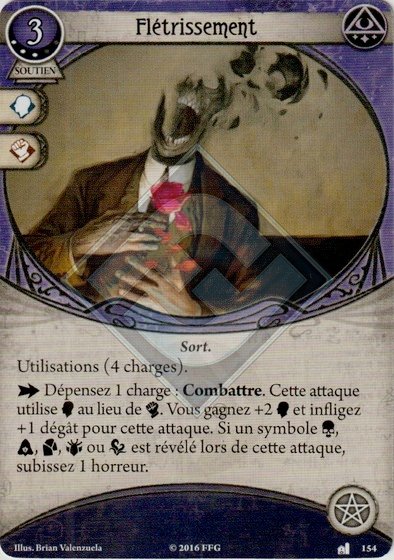 3
Flétrissement
SOUTIEN
Sort.
Utilisations (4 charges).
Dépensez 1 charge : Combattre. Cette attaque
utilise au lieu de . Vous gagnez +2 et infligez
+1 dégât pour cette attaque. Si un symbole ,
, , ou est révélé lors de cette attaque,
subissez 1 horreur.
Illus. Brian Valenzuela © 2016 FFG 154